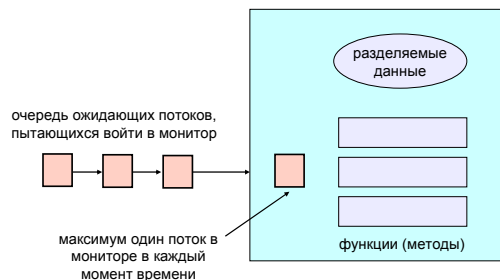 разделяемые
данные
очередь ожидающих потоков,
пытающихся войти в монитор
максимум один поток в
мониторе в каждый
момент времени
функции (методы)